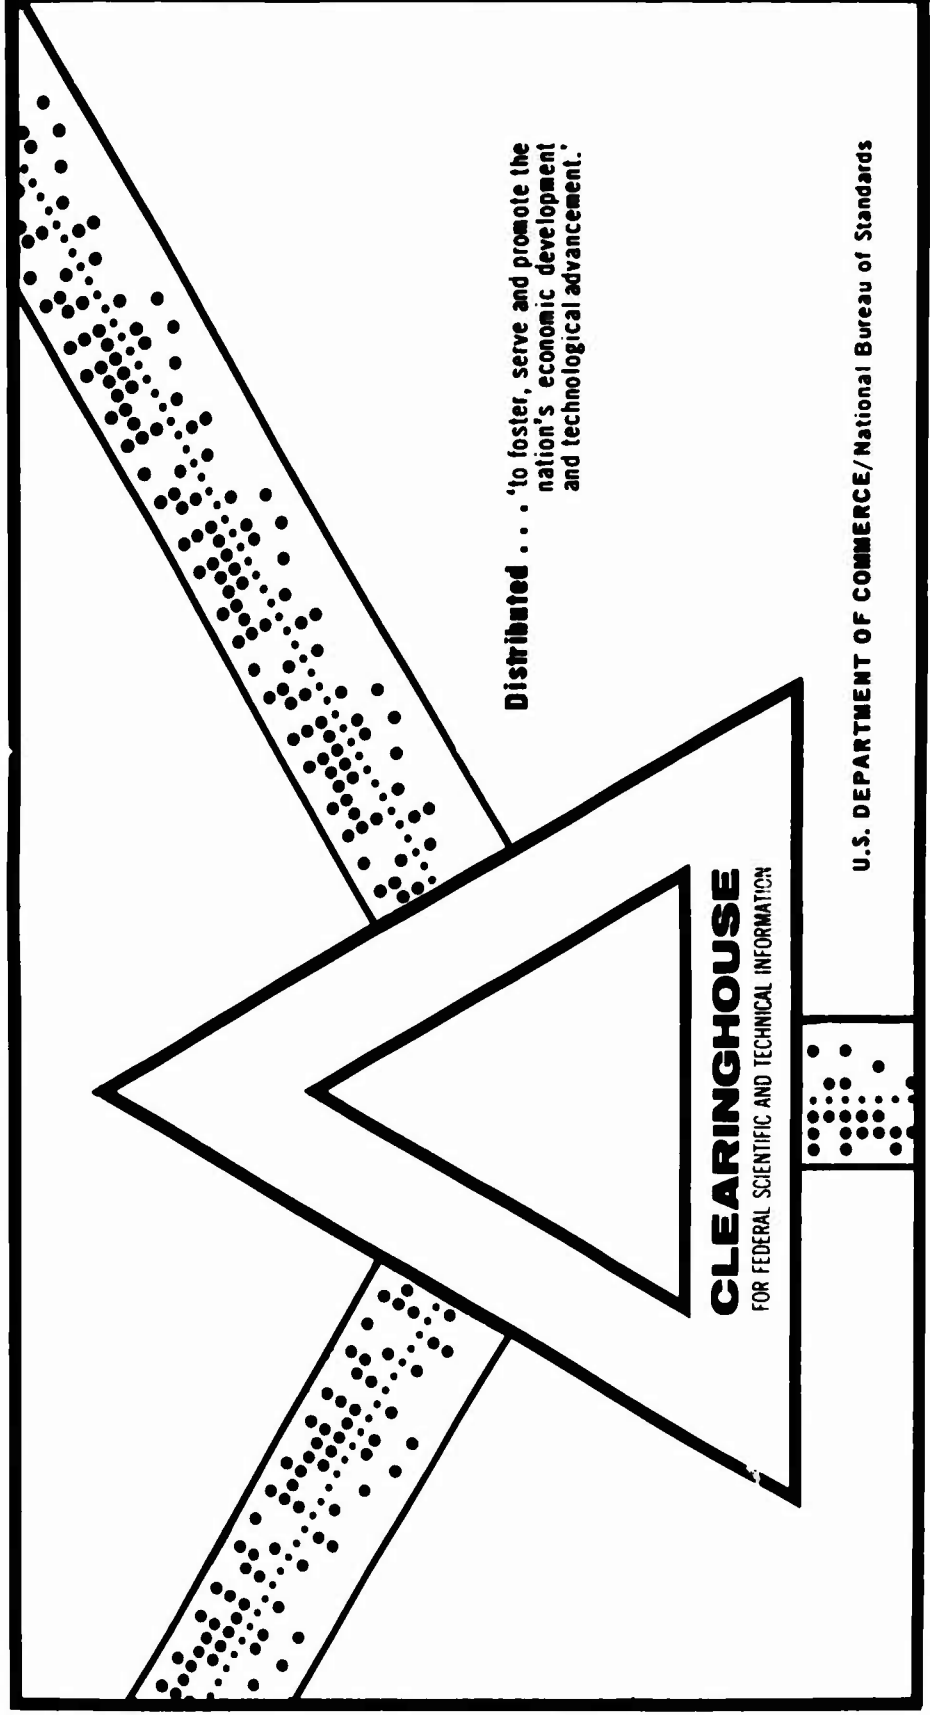 Distributed . . . 'to foster, serve and promote the
nation's economic development
and technological advancement.'
CLEARINGHOUSE
FOR FEDERAL SCIENTIFIC AND TECHNICAL INFORMATION
U.S. DEPARTMENT OF COMMERCE/National Bureau of Standards